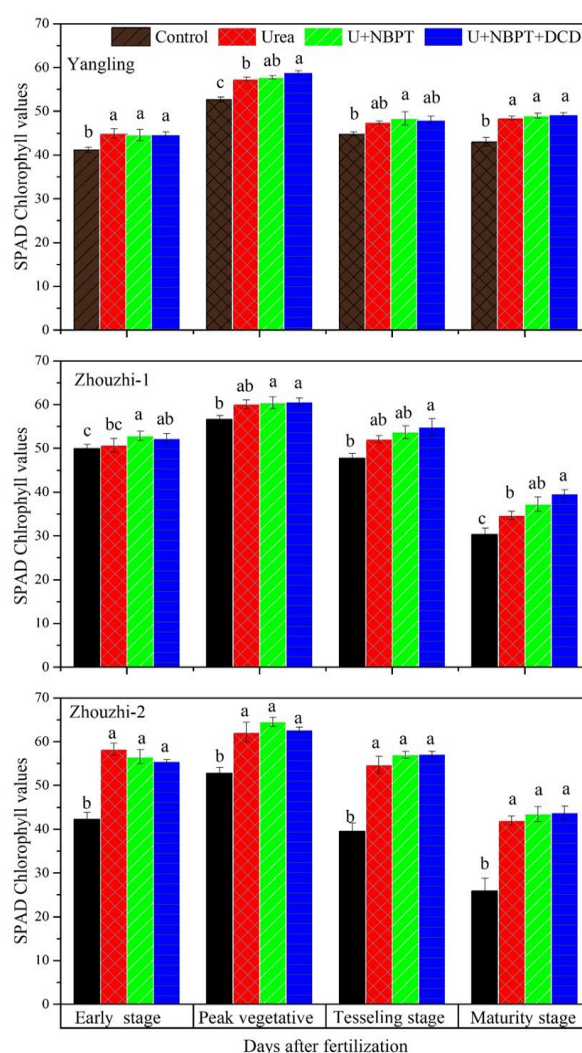 Control Urea U+NBPT U+NBPT+DCD
Yangling
SPAD Chlorophyll values
70
60
50
40
30
20
10
0
b a a a
c b ab a
b ab a ab
b a a a
Zhouzhi-1
SPAD Chlrophyll values
70
60
50
40
30
20
10
0
c bc a ab
b ab a a
b ab ab a
c b ab a
Zhouzhi-2
SPAD Chlorophyll values
70
60
50
40
30
20
10
0
b a a a
b a a a
b a a a
b a a a
Early stage Peak vegetative Tesseling stage Maturity stage
Days after fertilization